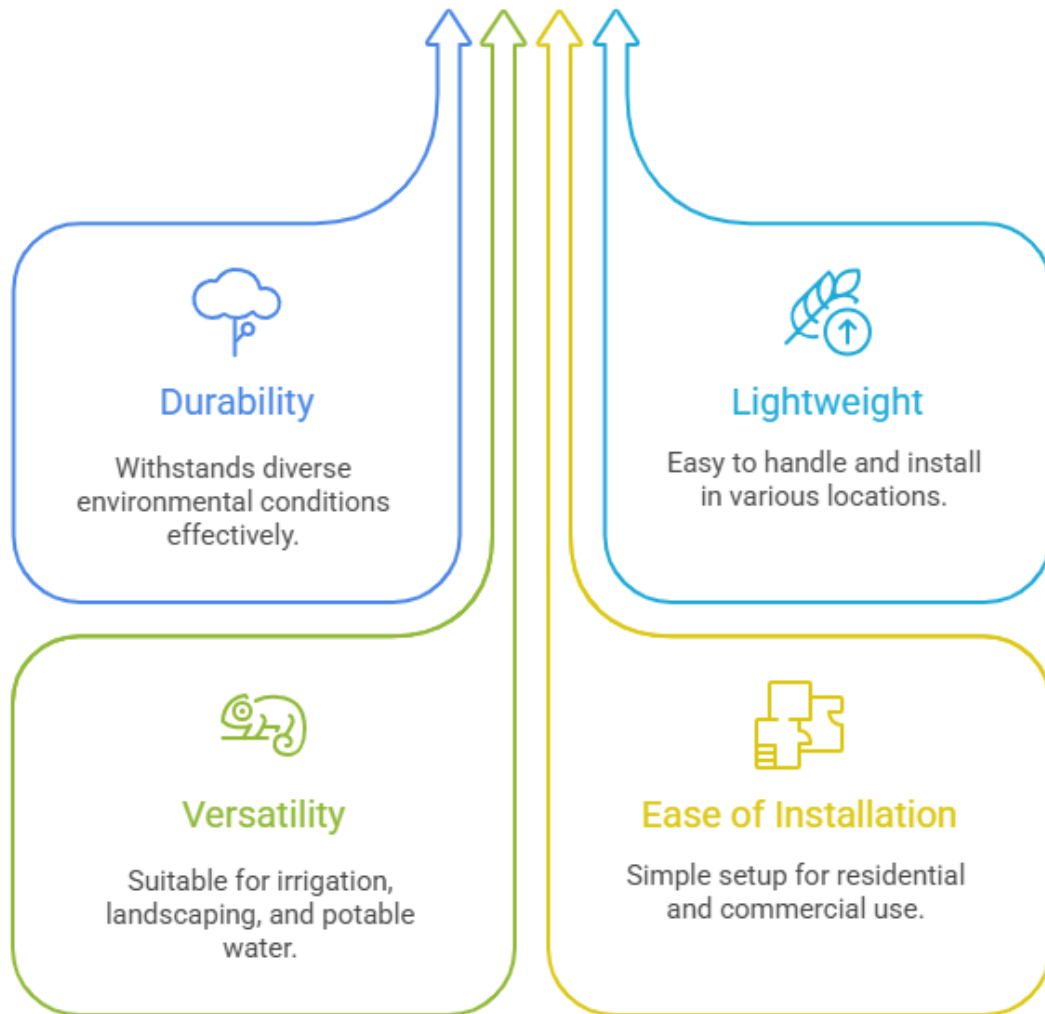 Durability
Withstands diverse
environmental conditions
effectively.
Lightweight
Easy to handle and install
in various locations.
Versatility
Suitable for irrigation,
landscaping, and potable
water.
Ease of Installation
Simple setup for residential
and commercial use.